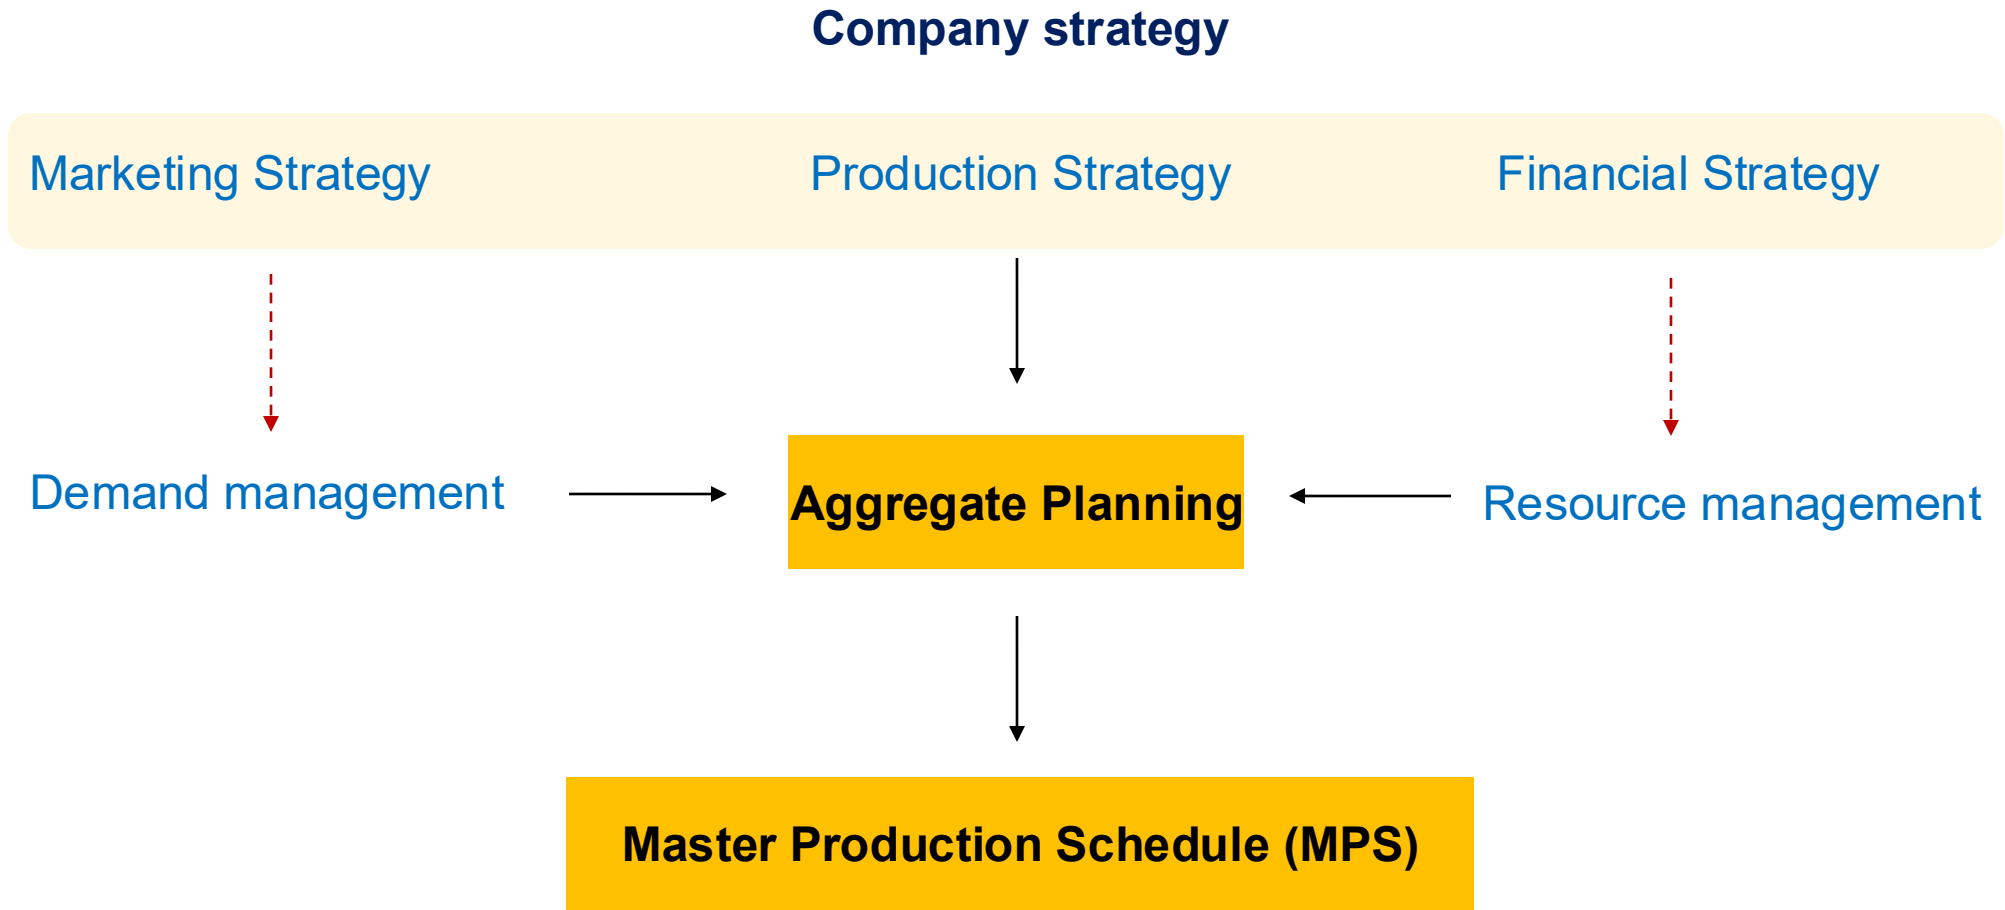 Company strategy
Marketing Strategy
Production Strategy
Financial Strategy
Demand management
Aggregate Planning
Resource management
Master Production Schedule (MPS)